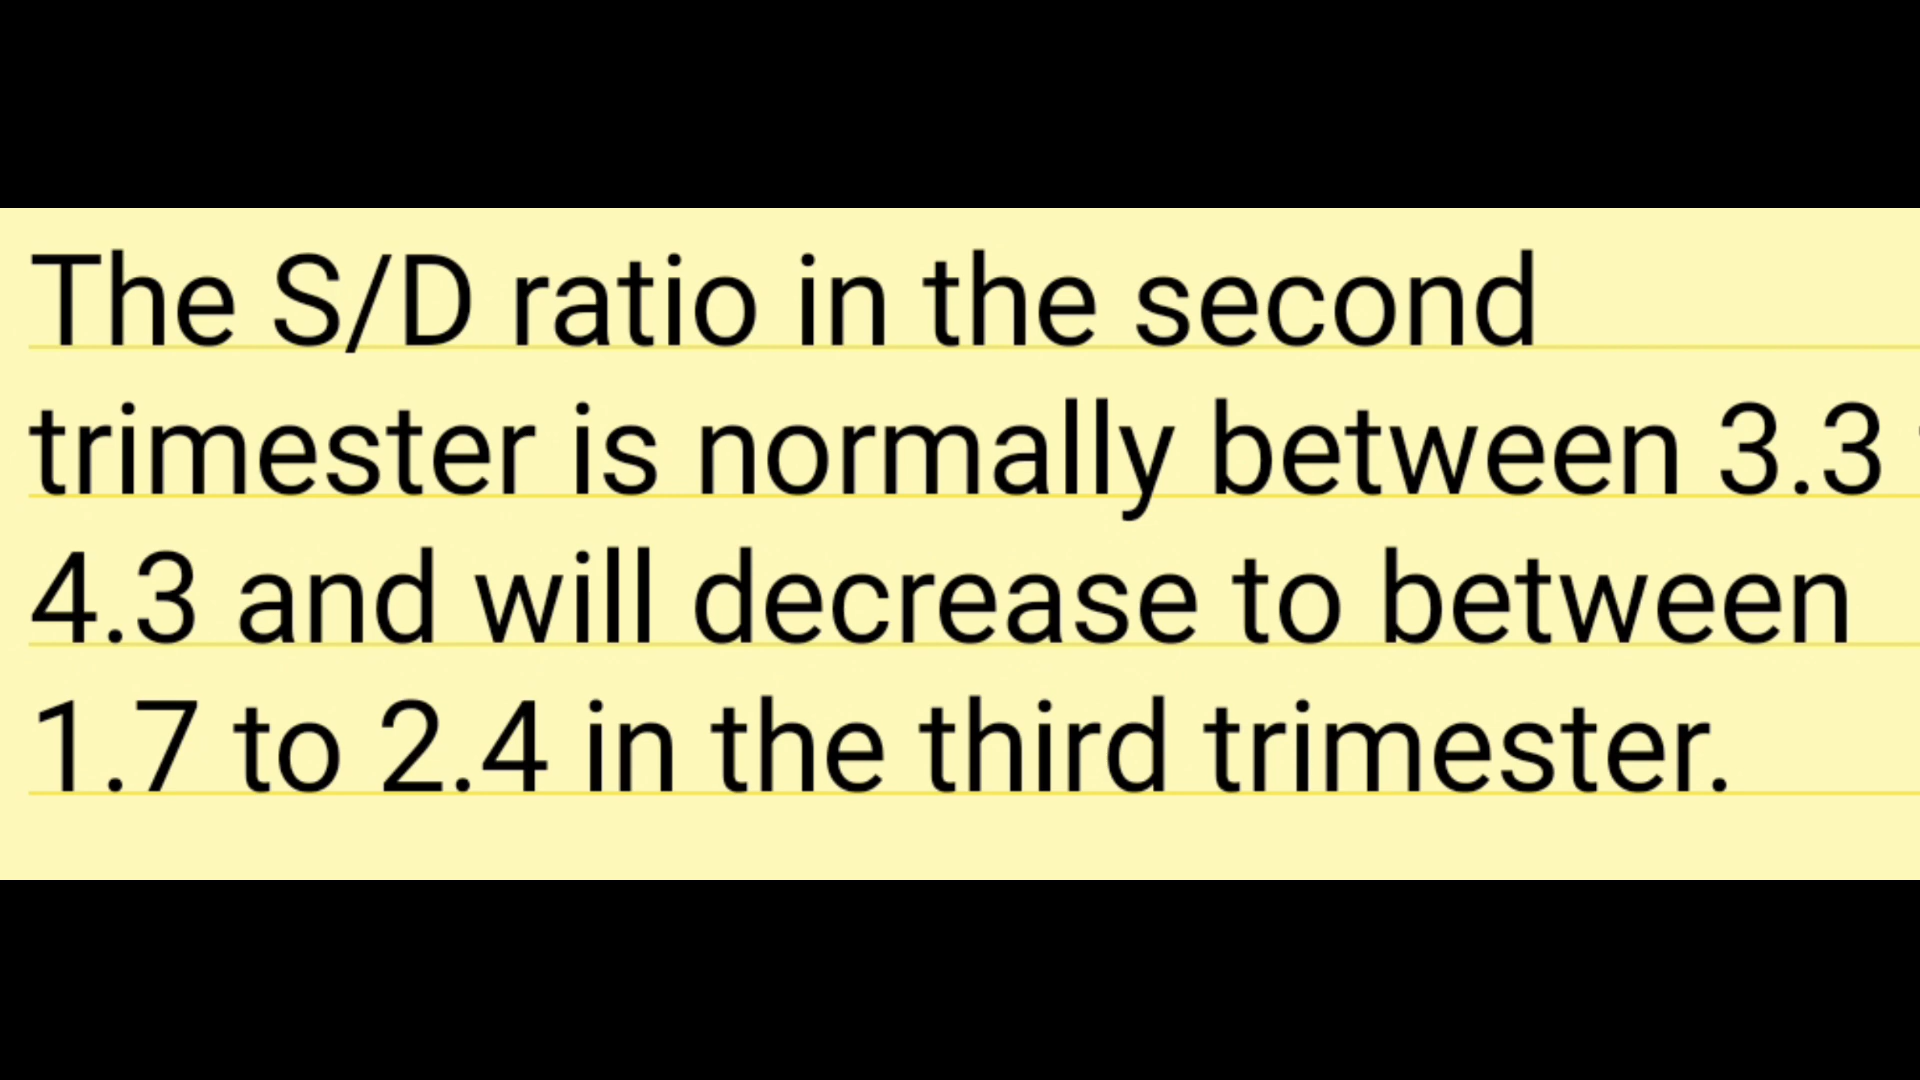 The S/D ratio in the second
trimester is normally between 3.3
4.3 and will decrease to between
1.7 to 2.4 in the third trimester.